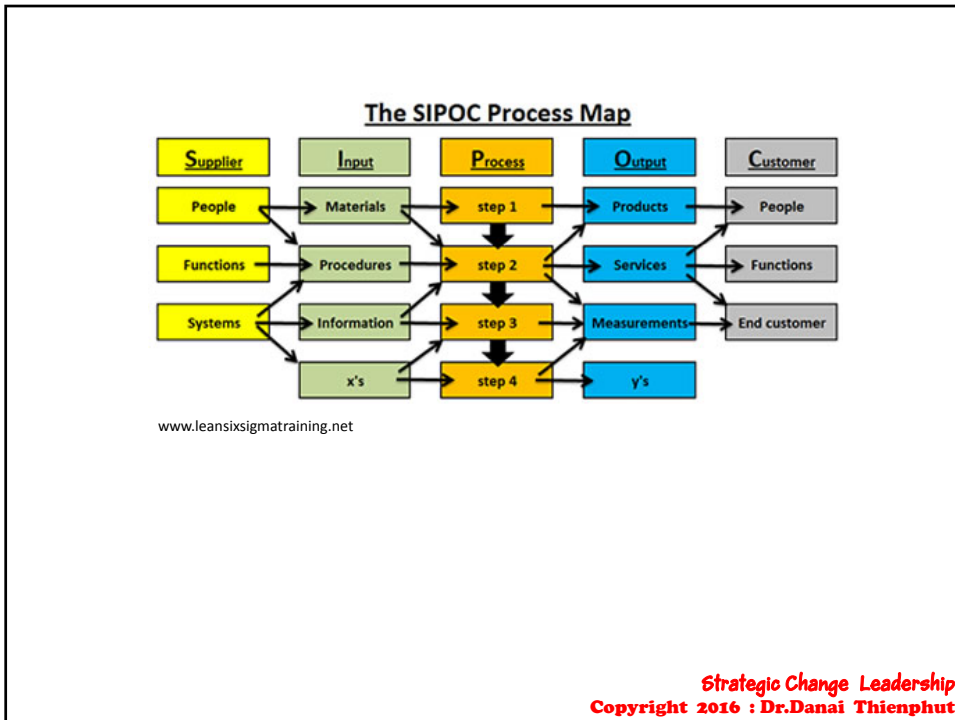 The SIPOC Process Map
Supplier Input Process Output Customer
People Materials step 1 Products People
Functions Procedures step 2 Services Functions
Systems Information step 3 Measurements End customer
x's step 4 y's
www.leansixsigmatraining.net
Strategic Change Leadership
Copyright 2016 : Dr.Danai Thienphut